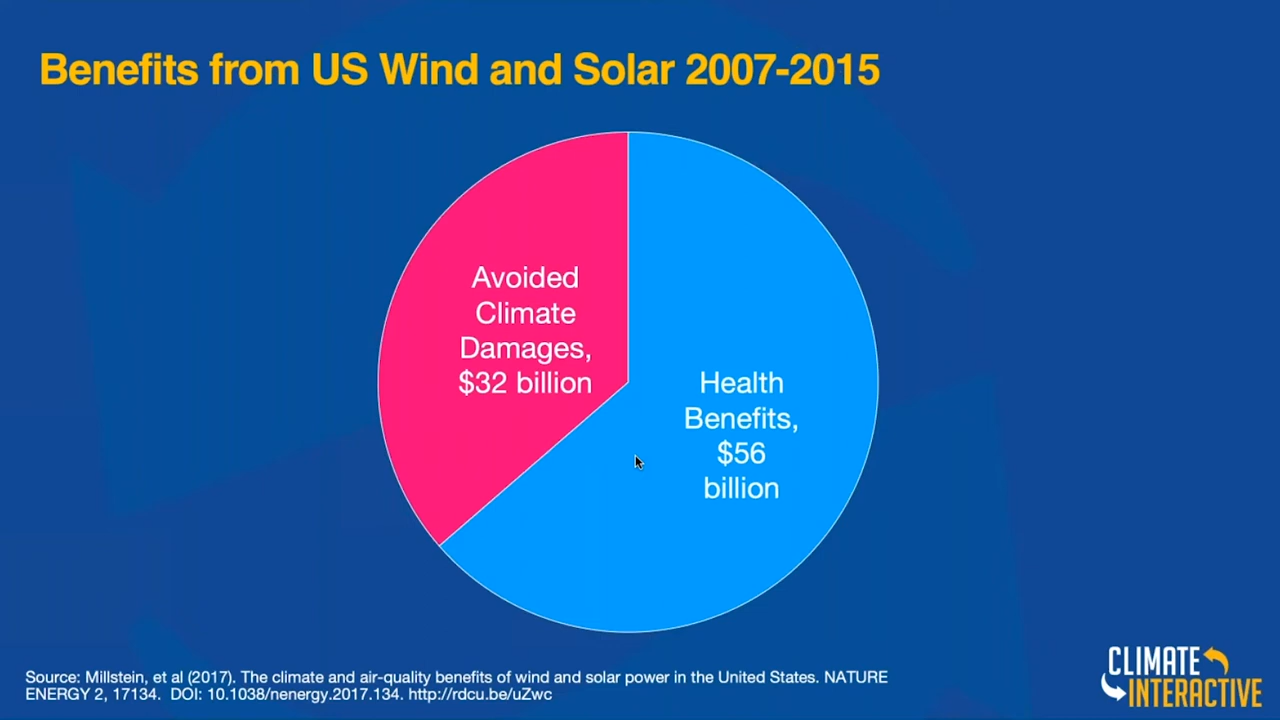 Benefits from US Wind and Solar 2007-2015
Avoided
Climate
Damages,
$32 billion
Health
Benefits,
$56
billion
Source: Millstein, et al (2017). The climate and air-quality benefits of wind and solar power in the United States. NATURE
ENERGY 2, 17134.  DOI: 10.1038/nenergy.2017.134. http://rdcu.be/uZwc
CLIMATE
INTERACTIVE